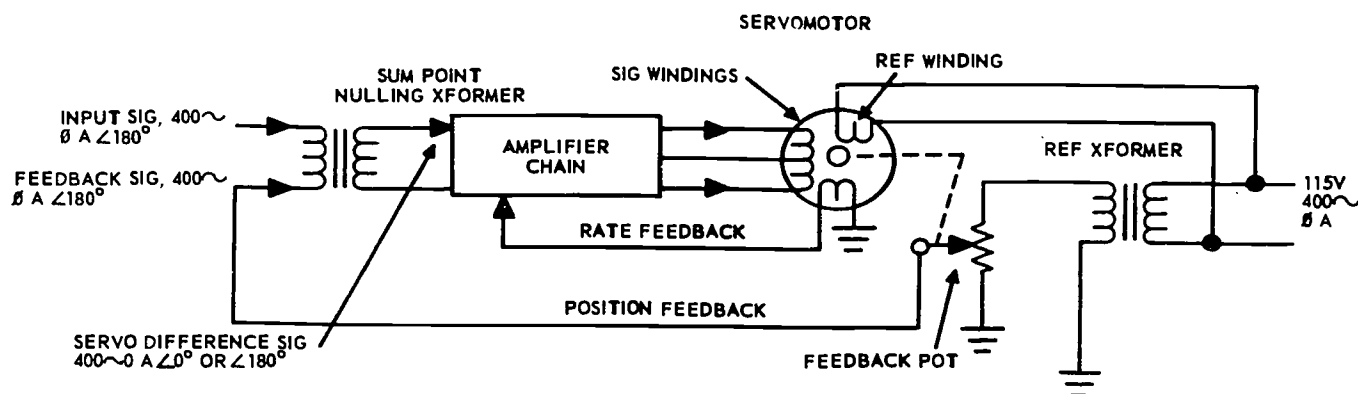 SERVOMOTOR
REF WINDING
SIG WINDINGS
SUM POINT
NULLING XFORMER
INPUT SIG, 400~
Ø A ∠180°
AMPLIFIER
CHAIN
REF XFORMER
FEEDBACK SIG, 400~
Ø A ∠180°
115V
400~
Ø A
RATE FEEDBACK
POSITION FEEDBACK
SERVO DIFFERENCE SIG
400~0 A∠0° OR∠180°
FEEDBACK POT